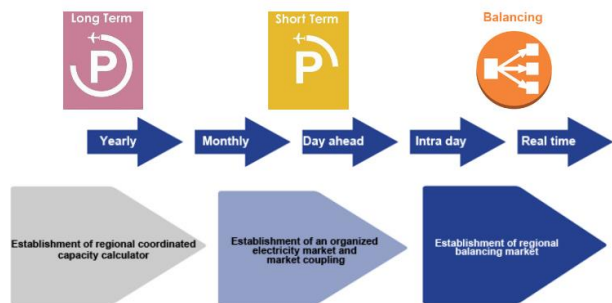 Long Term
Short Term
Balancing
P
P
Yearly
Monthly
Day ahead
Intra day
Real time
Establishment of regional coordinated
capacity calculator
Establishment of an organized
electricity market and
market coupling
Establishment of regional
balancing market